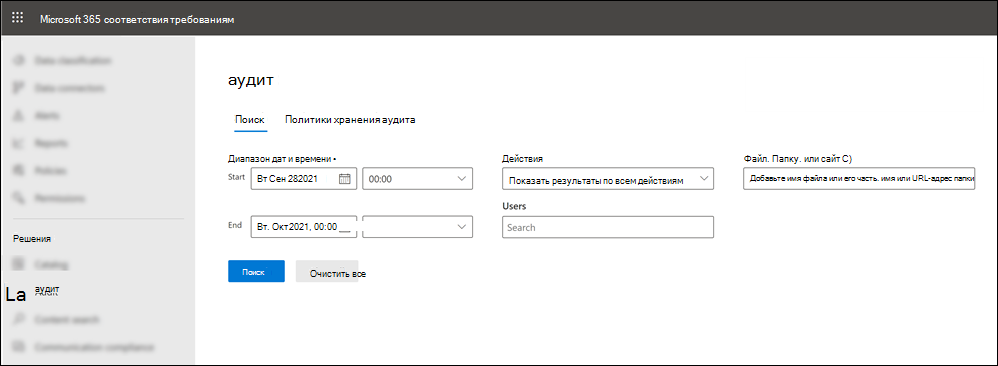 Microsoft 365 соответствия требованиям
Data classification
Data connectors
Alerts
Reports
Policies
Permissions
Решения
Catalog
La аудит
Content search
Communication compliance
аудит
Поиск Политики хранения аудита
Диапазон дат и времени • Действия Файл. Папку. или сайт C)
Start Вт Сен 282021 00:00 Показать результаты по всем действиям Добавьте имя файла или его часть. имя или URL-адрес папки
Users
End Вт. Окт2021, 00:00 __ Search
Поиск Очистить все